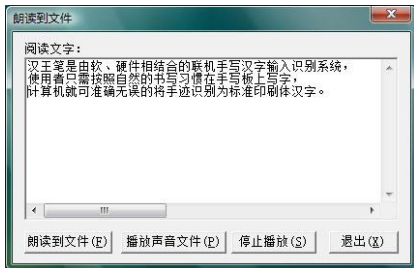 朗读到文件
阅读文字：
汉王笔是由软、硬件相结合的联机手写汉字输入识别系统，
使用者只需按照自然的书写习惯在手写板上写字，
计算机就可准确无误的将手迹识别为标准印刷体汉字。
朗读到文件(F) 播放声音文件(P) 停止播放(S) 退出(X)